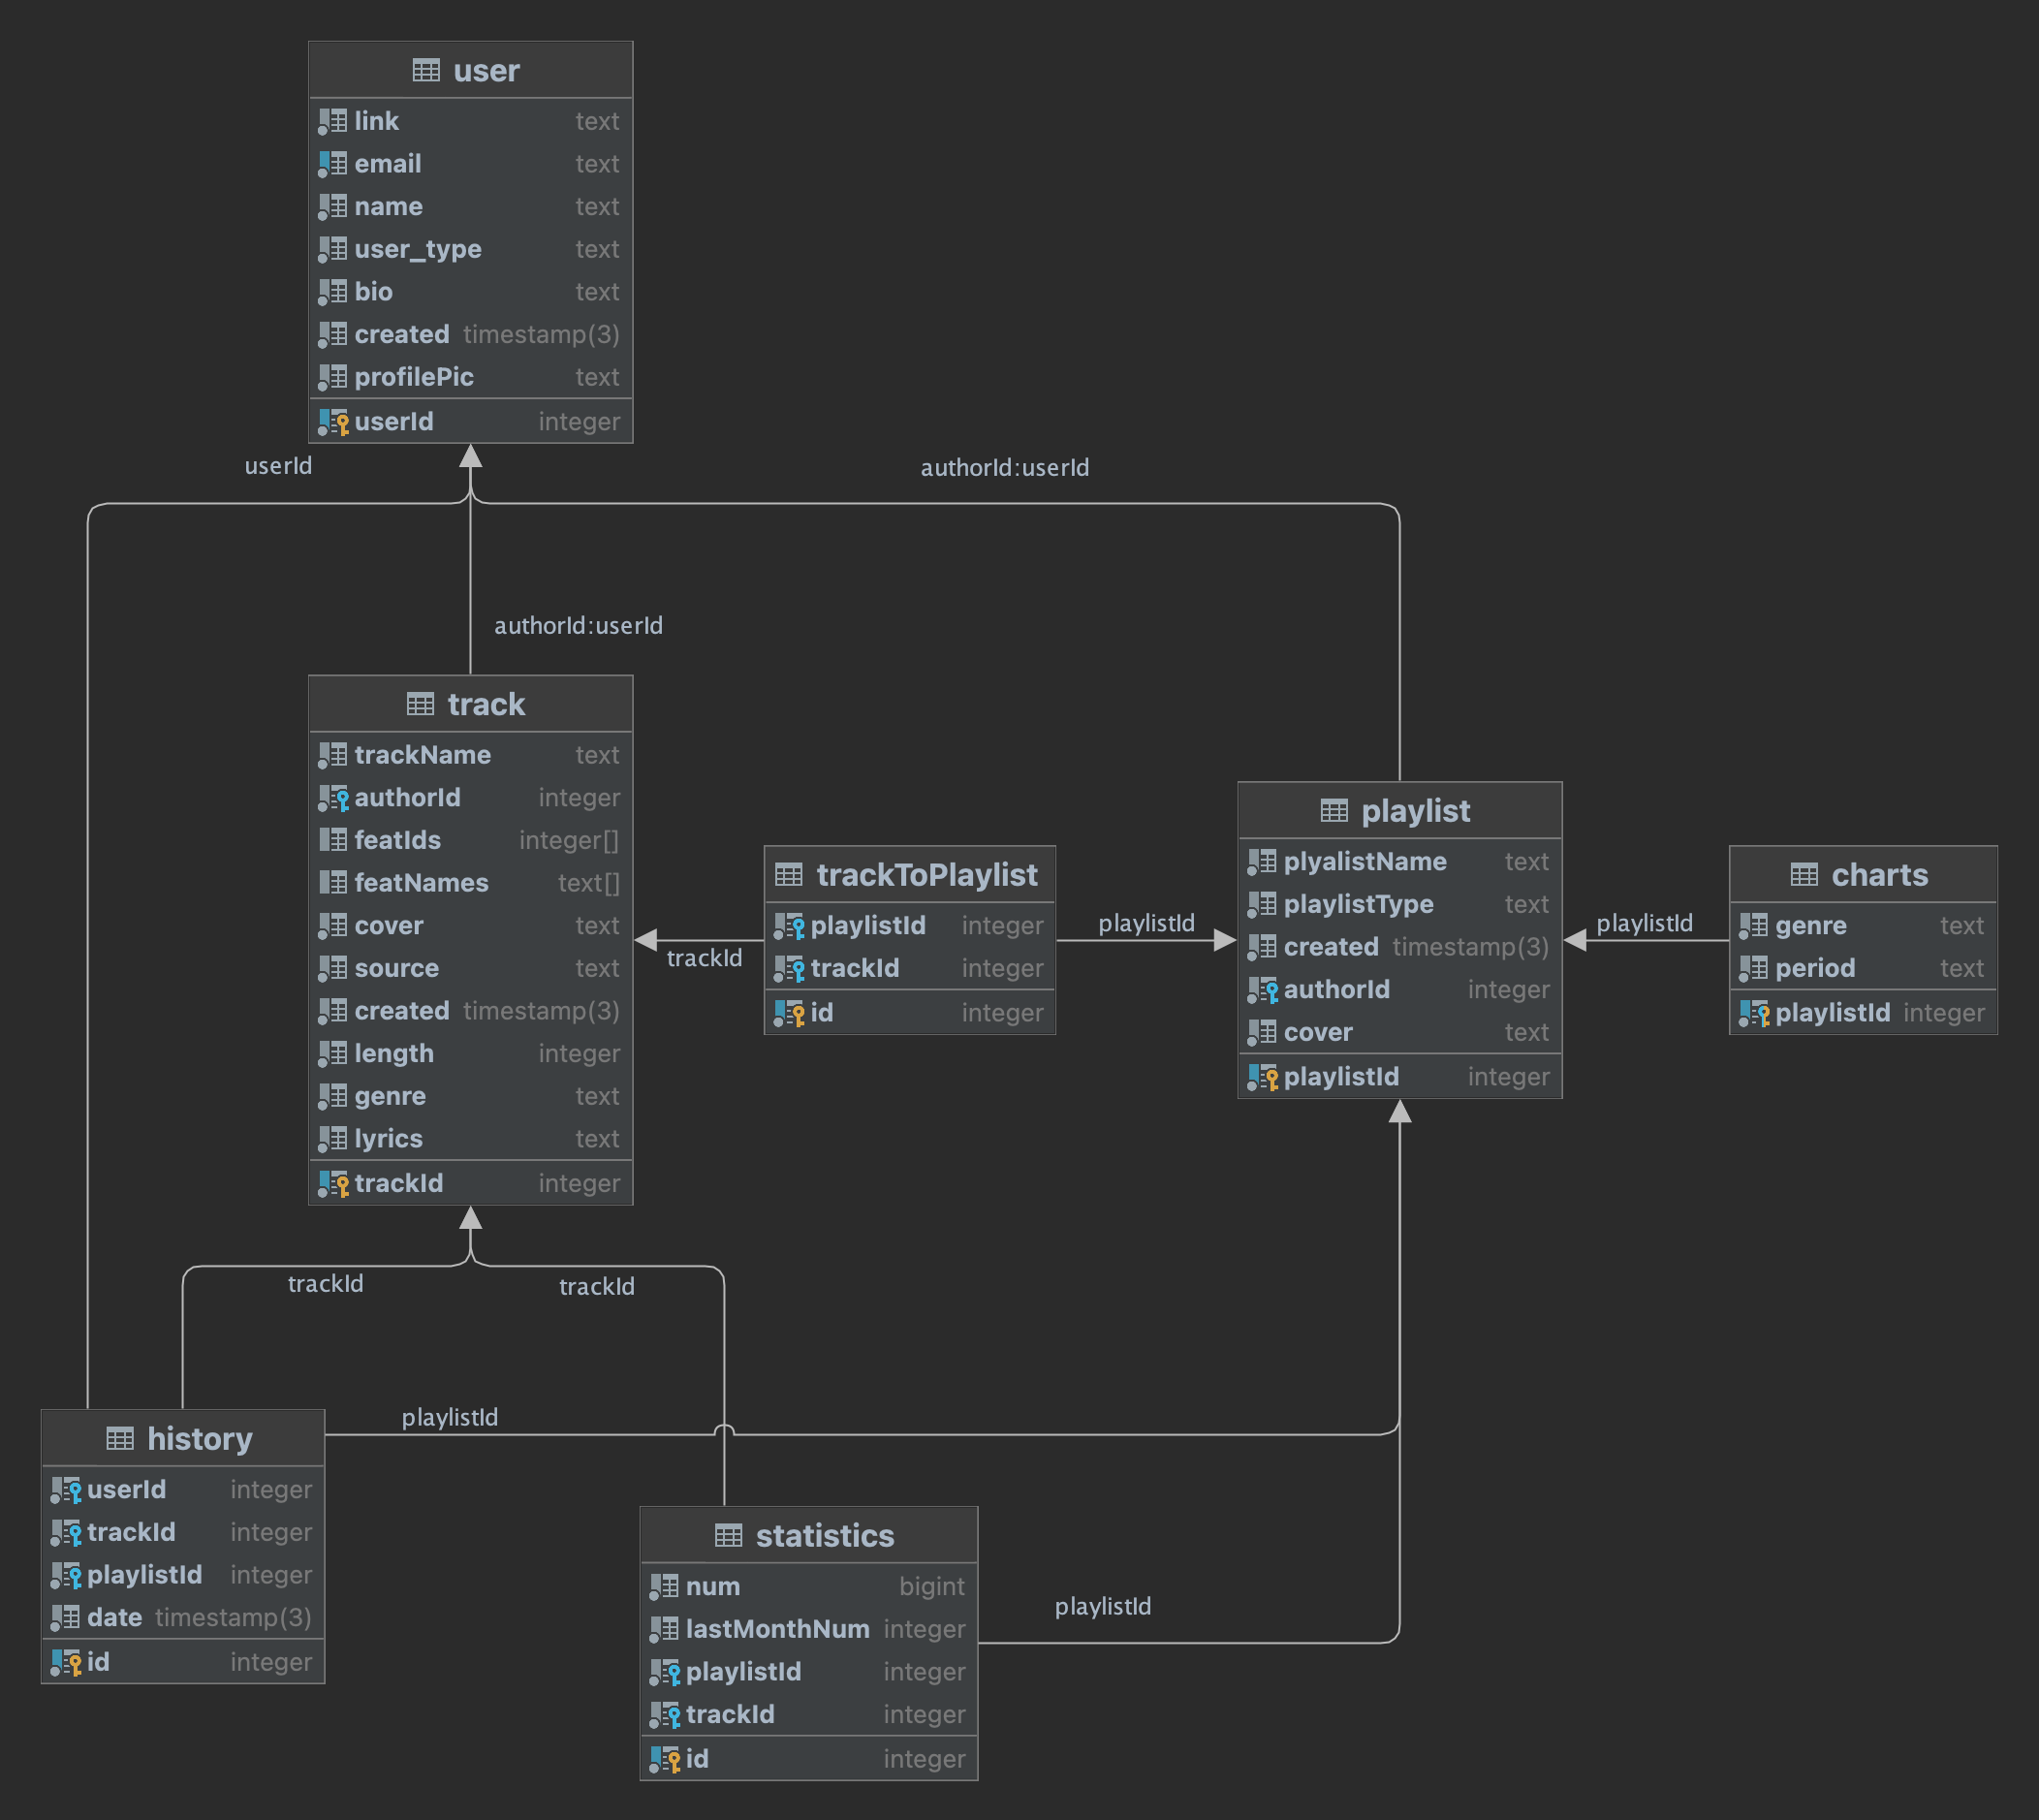 user
link text
email text
name text
user_type text
bio text
created timestamp(3)
profilePic text
userId integer
userId
authorId:userId
authorId:userId
track
trackName text
authorId integer
featIds integer[]
featNames text[]
cover text
source text
created timestamp(3)
length integer
genre text
lyrics text
trackId integer
trackToPlaylist
playlistId integer
trackId integer
id integer
trackId
playlistId
playlist
plyalistName text
playlistType text
created timestamp(3)
authorId integer
cover text
playlistId integer
playlistId
charts
genre text
period text
playlistId integer
trackId
trackId
playlistId
history
userId integer
trackId integer
playlistId integer
date timestamp(3)
id integer
statistics
num bigint
lastMonthNum integer
playlistId integer
trackId integer
id integer
playlistId